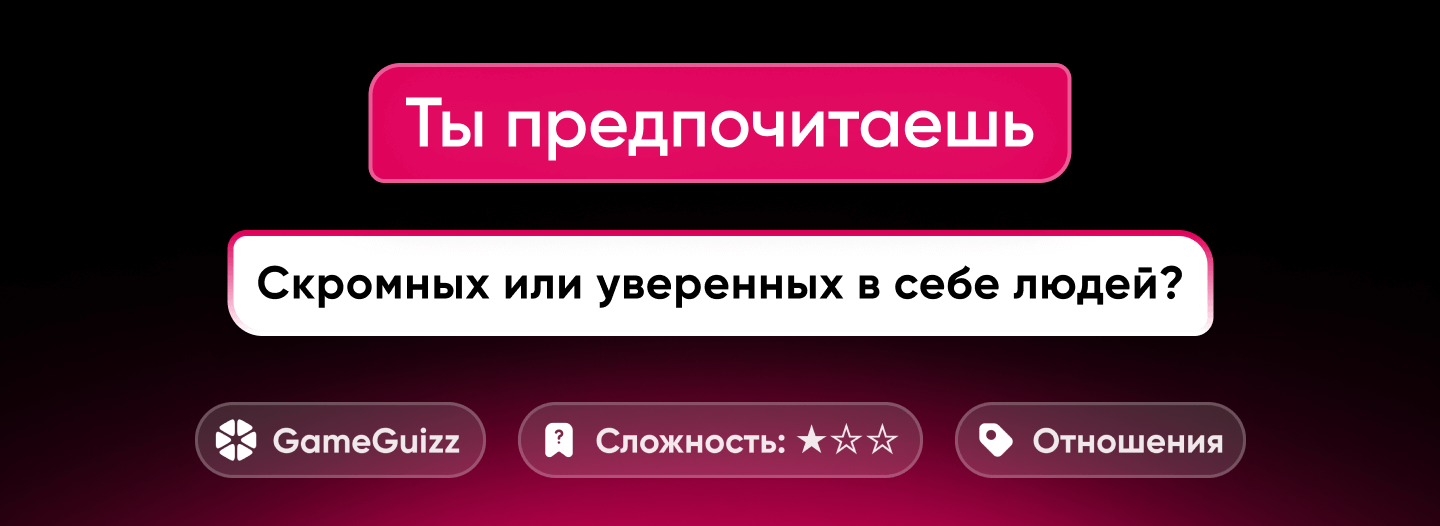 Ты предпочитаешь
Скромных или уверенных в себе людей?
GameGuizz
Сложность: ★☆☆
Отношения